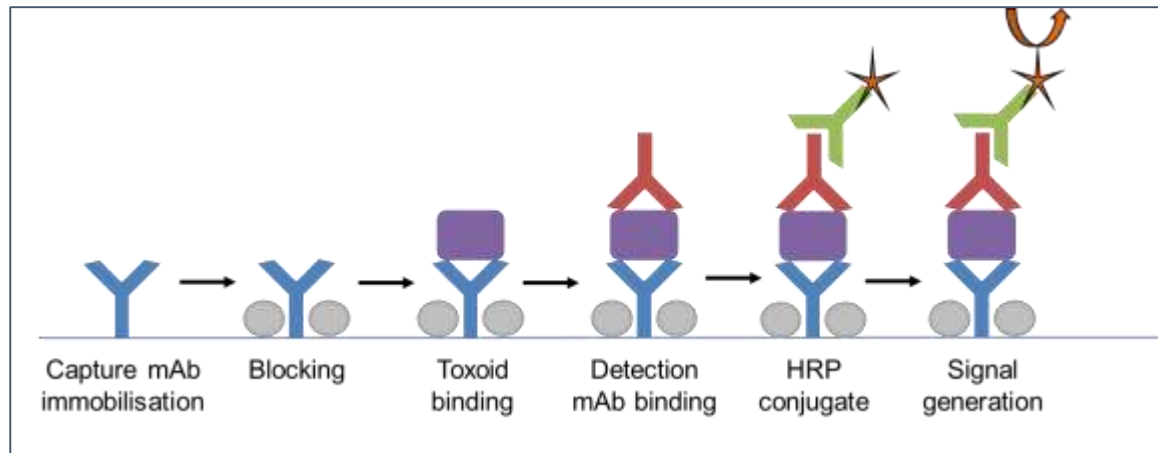 Capture mAb
immobilisation
Blocking
Toxoid
binding
Detection
mAb binding
HRP
conjugate
Signal
generation